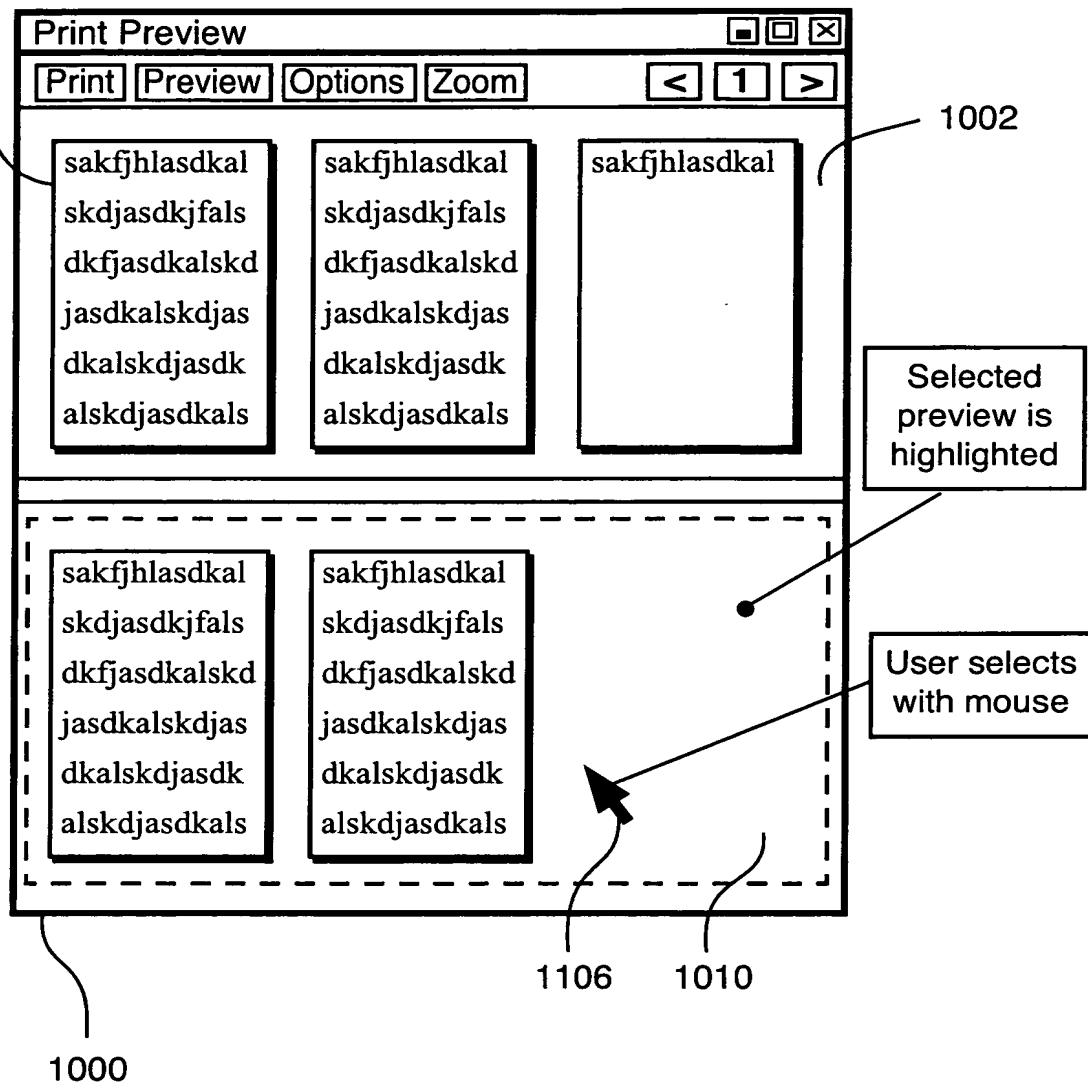 Print Preview
Print Preview Options Zoom < 1 >
1002
sakfjhlasdkal
skdjasdkjfals
dkfjasdkalskd
jasdkalskdjas
dkalskdjasdk
alskdjasdkals
sakfjhlasdkal
skdjasdkjfals
dkfjasdkalskd
jasdkalskdjas
dkalskdjasdk
alskdjasdkals
sakfjhlasdkal
Selected
preview is
highlighted
sakfjhlasdkal
skdjasdkjfals
dkfjasdkalskd
jasdkalskdjas
dkalskdjasdk
alskdjasdkals
sakfjhlasdkal
skdjasdkjfals
dkfjasdkalskd
jasdkalskdjas
dkalskdjasdk
alskdjasdkals
User selects
with mouse
1106
1010
1000